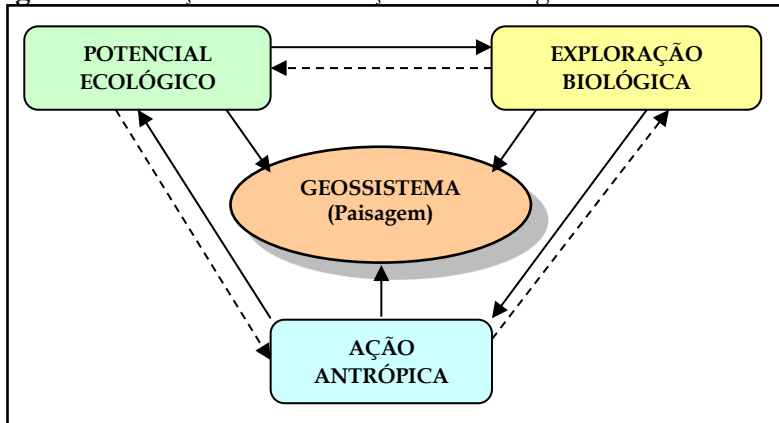 POTENCIAL
ECOLÓGICO
EXPLORAÇÃO
BIOLÓGICA
GEOSSISTEMA
(Paisagem)
AÇÃO
ANTRÓPICA